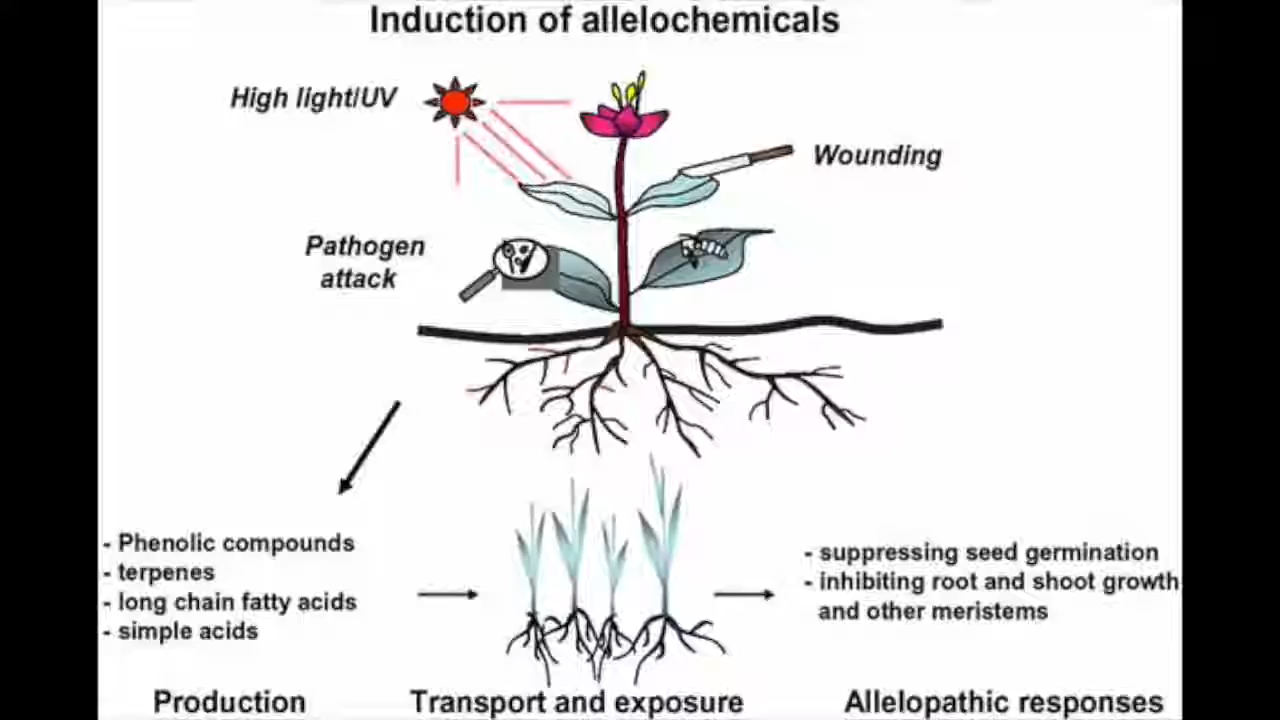 Induction of allelochemicals
High light/UV
Wounding
Pathogen
attack
- Phenolic compounds
- terpenes
- long chain fatty acids
- simple acids
- suppressing seed germination
- inhibiting root and shoot growth
and other meristems
Production
Transport and exposure
Allelopathic responses